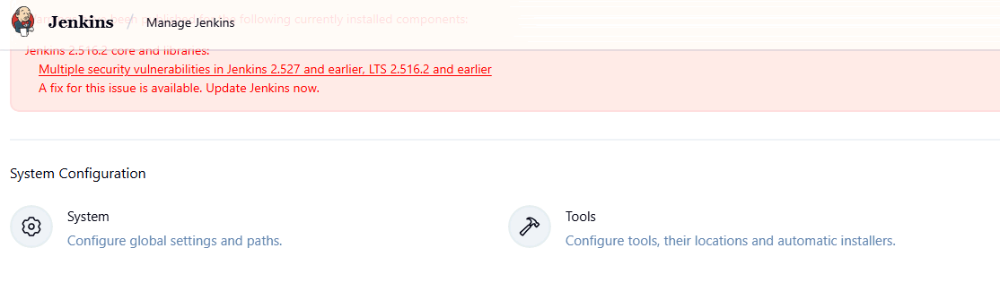 Jenkins / Manage Jenkins
the following currently installed components:
Jenkins 2.516.2 core and libraries:
Multiple security vulnerabilities in Jenkins 2.527 and earlier, LTS 2.516.2 and earlier
A fix for this issue is available. Update Jenkins now.
System Configuration
System
Configure global settings and paths.
Tools
Configure tools, their locations and automatic installers.